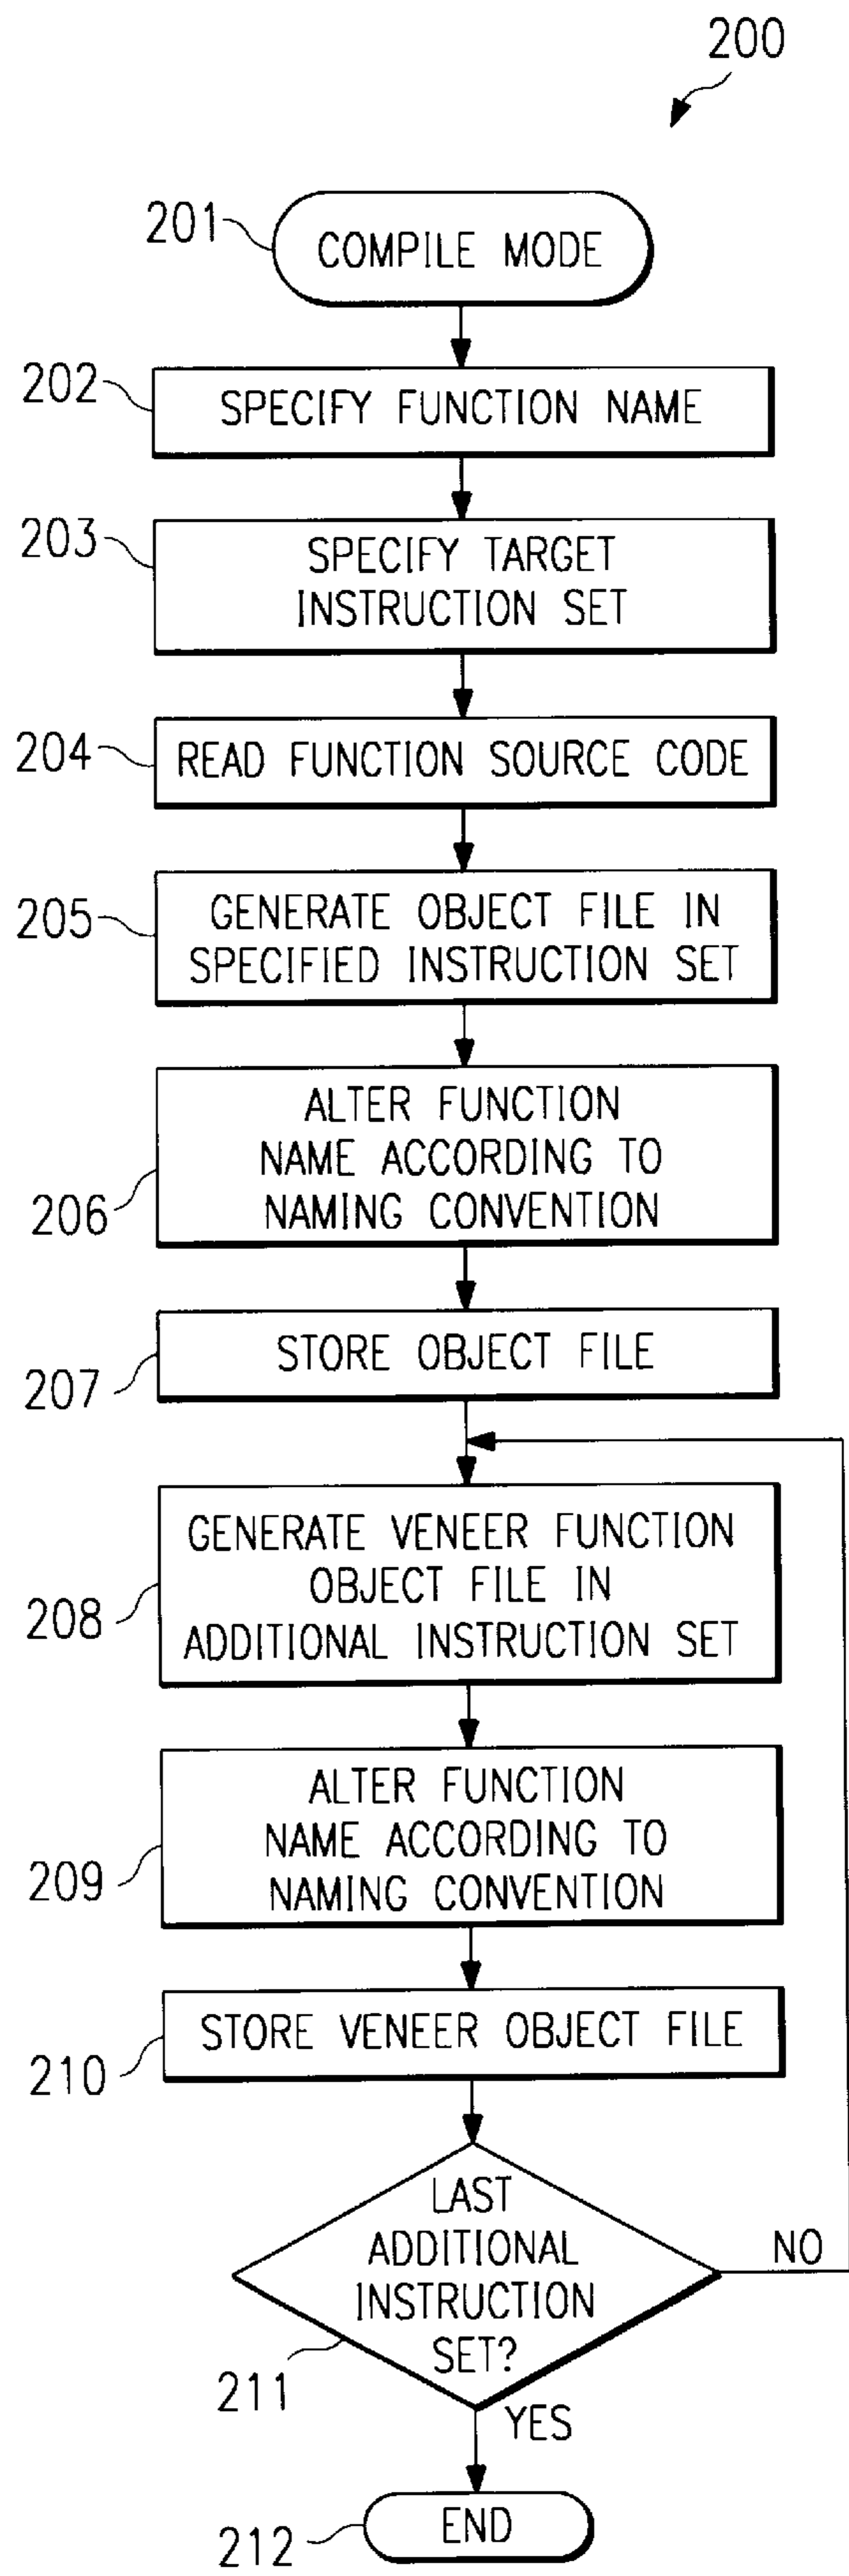 200
201
COMPILE MODE
202
SPECIFY FUNCTION NAME
203
SPECIFY TARGET
INSTRUCTION SET
204
READ FUNCTION SOURCE CODE
205
GENERATE OBJECT FILE IN
SPECIFIED INSTRUCTION SET
206
ALTER FUNCTION
NAME ACCORDING TO
NAMING CONVENTION
207
STORE OBJECT FILE
208
GENERATE VENEER FUNCTION
OBJECT FILE IN
ADDITIONAL INSTRUCTION SET
209
ALTER FUNCTION
NAME ACCORDING TO
NAMING CONVENTION
210
STORE VENEER OBJECT FILE
211
LAST
ADDITIONAL
INSTRUCTION
SET?
NO
YES
212
END